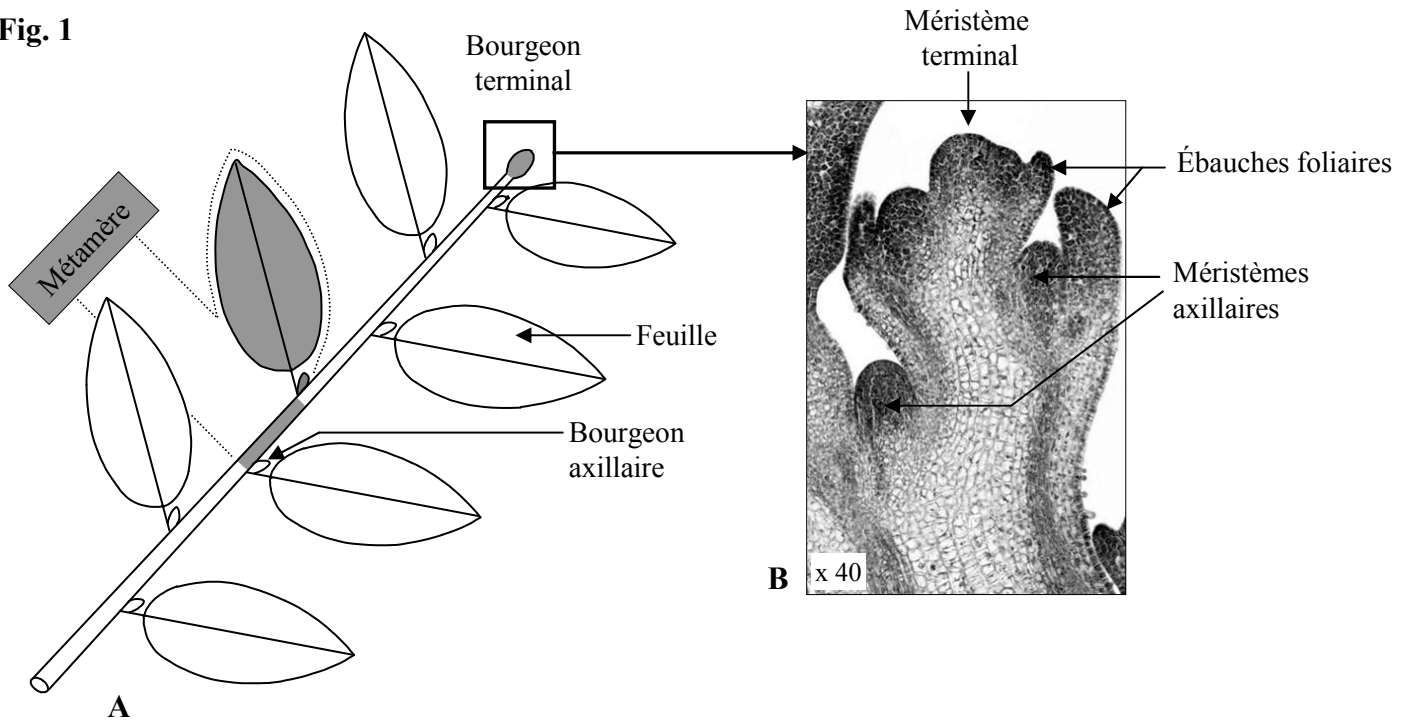 Fig. 1
Bourgeon
terminal
Méristème
terminal
Ébauches foliaires
Métamère
Méristèmes
axillaires
Feuille
Bourgeon
axillaire
B
x 40
A